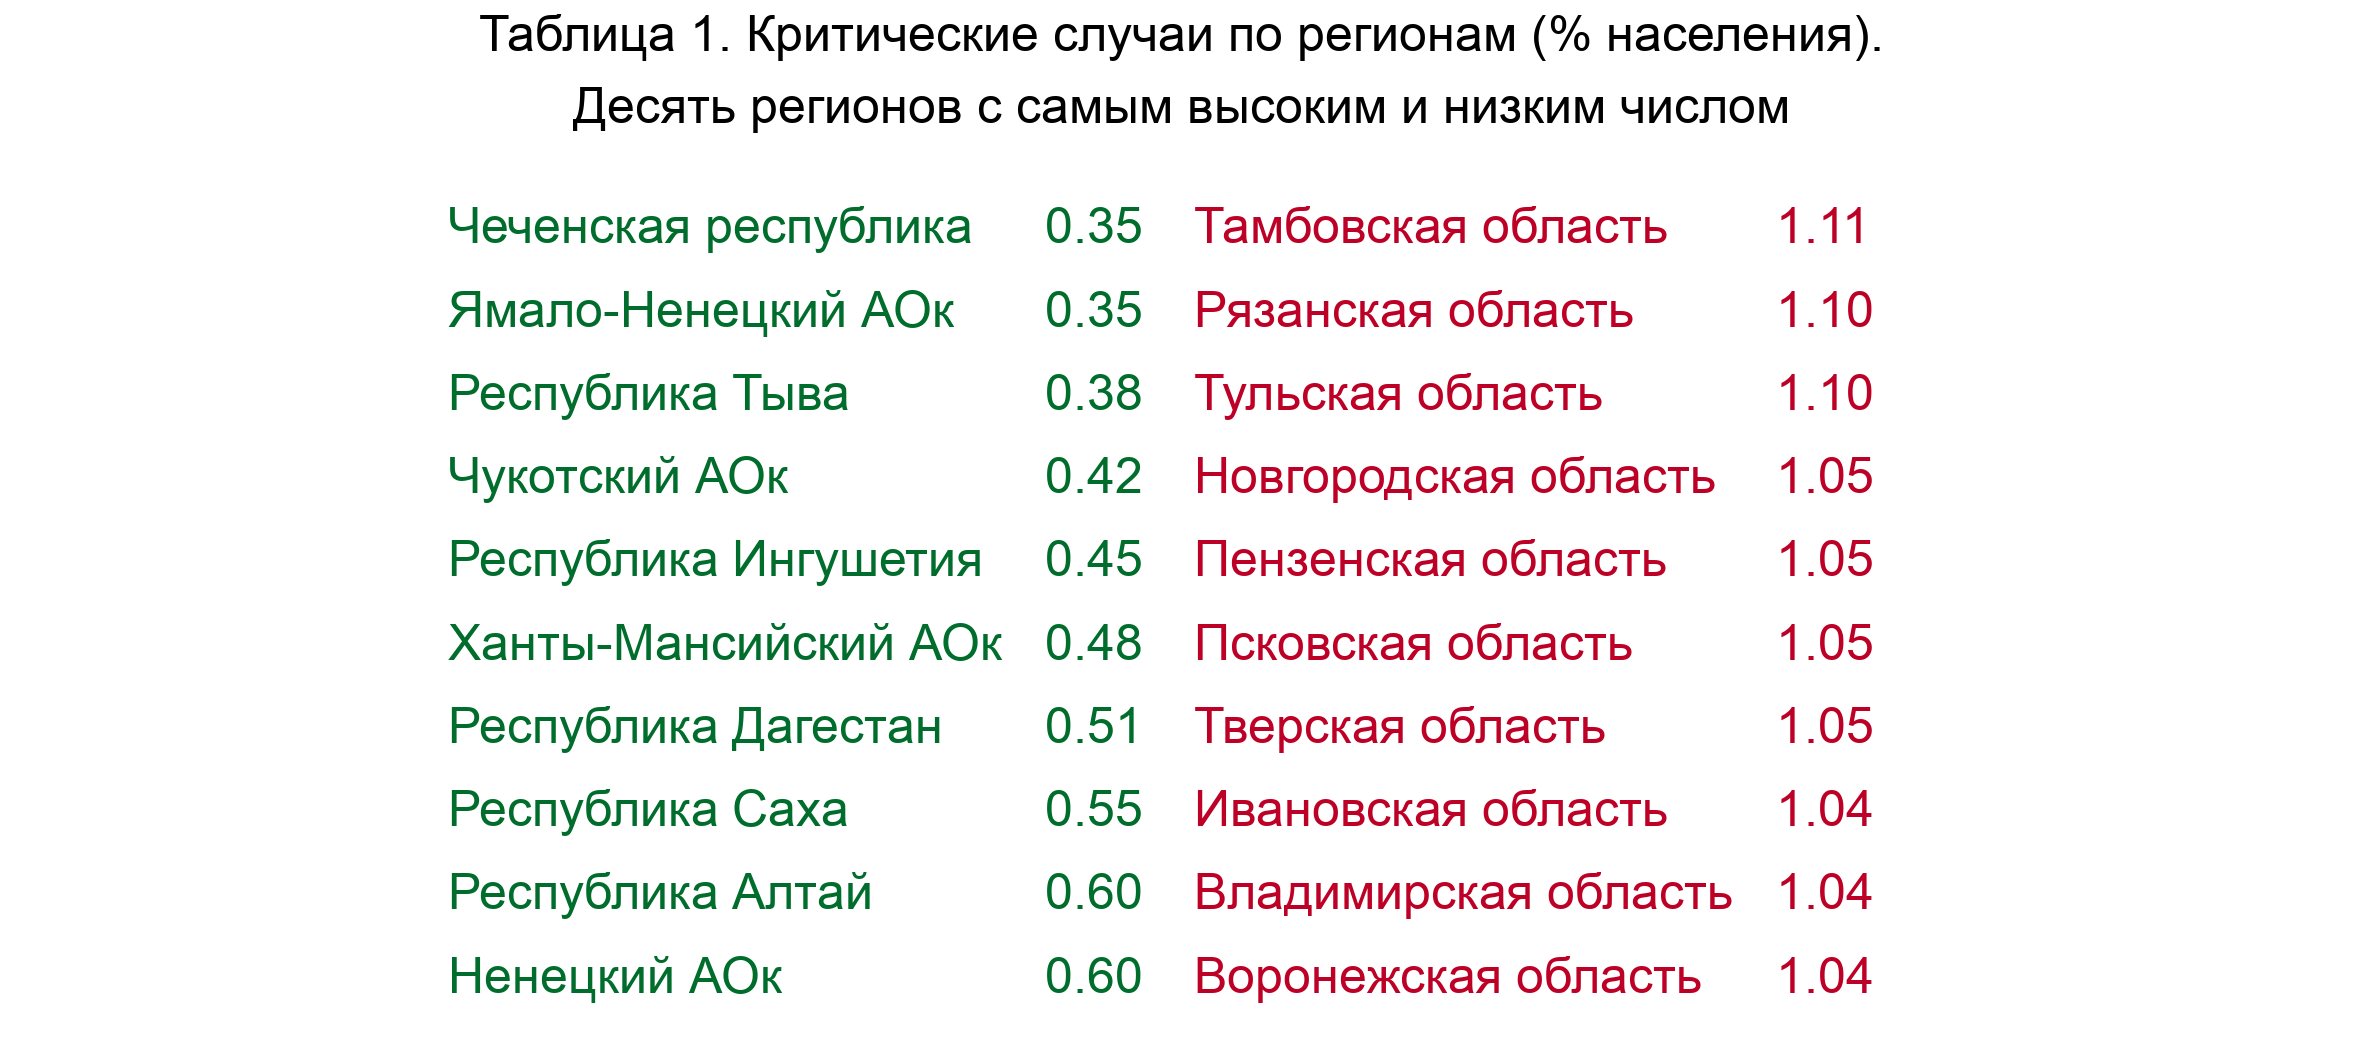 Таблица 1. Критические случаи по регионам (% населения).
Десять регионов с самым высоким и низким числом
Чеченская республика 0.35 Тамбовская область 1.11
Ямало-Ненецкий АОк 0.35 Рязанская область 1.10
Республика Тыва 0.38 Тульская область 1.10
Чукотский АОк 0.42 Новгородская область 1.05
Республика Ингушетия 0.45 Пензенская область 1.05
Ханты-Мансийский АОк 0.48 Псковская область 1.05
Республика Дагестан 0.51 Тверская область 1.05
Республика Саха 0.55 Ивановская область 1.04
Республика Алтай 0.60 Владимирская область 1.04
Ненецкий АОк 0.60 Воронежская область 1.04